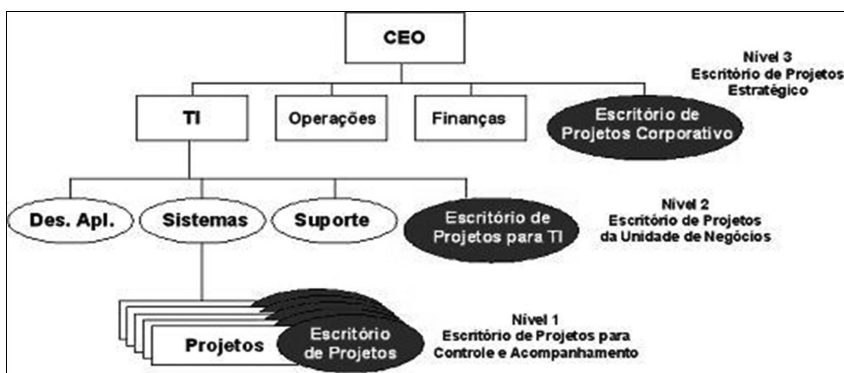 CEO
Nível 3
Escritório de Projetos
Estratégico
TI
Operações
Finanças
Escritório de
Projetos Corporativo
Des. Apl.
Sistemas
Suporte
Escritório de
Projetos para TI
Nível 2
Escritório de Projetos
da Unidade de Negócios
Projetos
Escritório
de Projetos
Nível 1
Escritório de Projetos para
Controle e Acompanhamento